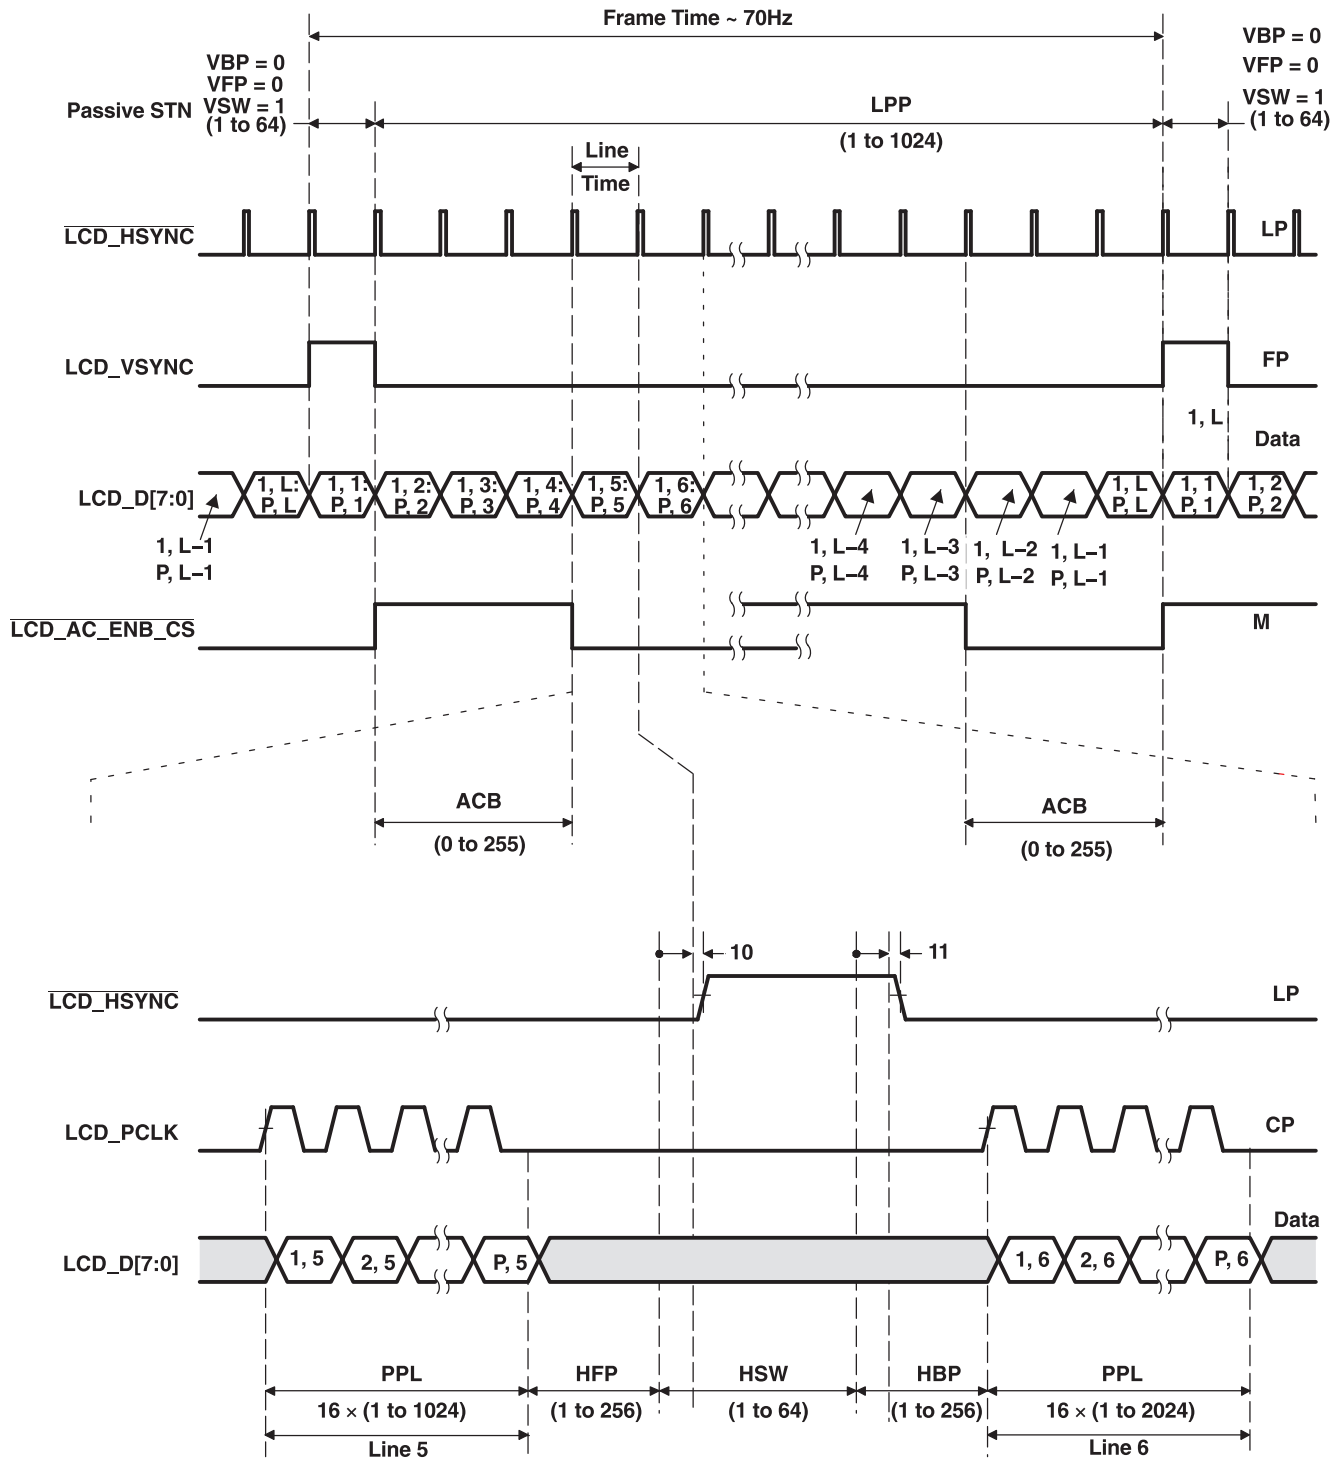 Frame Time ~ 70Hz
VBP = 0
VFP = 0
VSW = 1
(1 to 64)
Passive STN
LPP
(1 to 1024)
VBP = 0
VFP = 0
VSW = 1
(1 to 64)
Line
Time
LCD_HSYNC
LP
LCD_VSYNC
FP
1, L
Data
LCD_D[7:0]
1, L:
P, L
1, 1:
P, 1
1, 2:
P, 2
1, 3:
P, 3
1, 4:
P, 4
1, 5:
P, 5
1, 6:
P, 6
1, L
P, L
1, 1
P, 1
1, 2
P, 2
1, L–1
P, L–1
1, L–4
P, L–4
1, L–3
P, L–3
1, L–2
P, L–2
1, L–1
P, L–1
LCD_AC_ENB_CS
M
ACB
(0 to 255)
ACB
(0 to 255)
10
11
LCD_HSYNC
LP
LCD_PCLK
CP
Data
LCD_D[7:0]
1, 5
2, 5
P, 5
1, 6
2, 6
P, 6
PPL
HFP
HSW
HBP
PPL
16 × (1 to 1024)
(1 to 256)
(1 to 64)
(1 to 256)
16 × (1 to 2024)
Line 5
Line 6